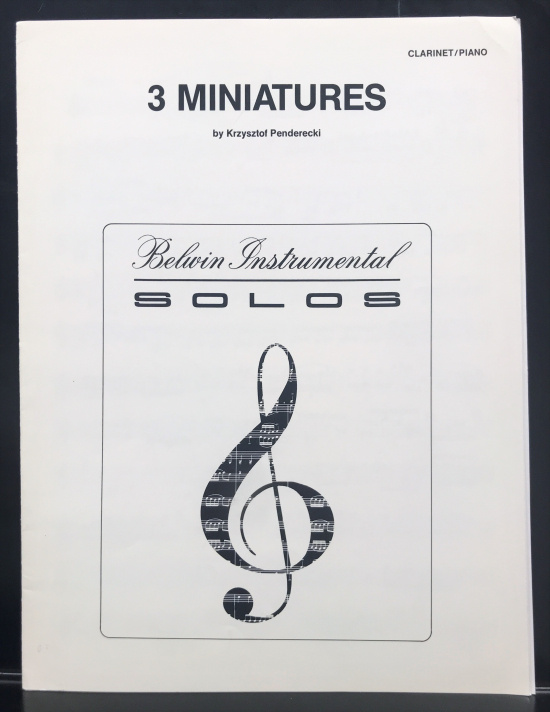 CLARINET/PIANO
3 MINIATURES
by Krzysztof Penderecki
Belwin Instrumental
SOLOS